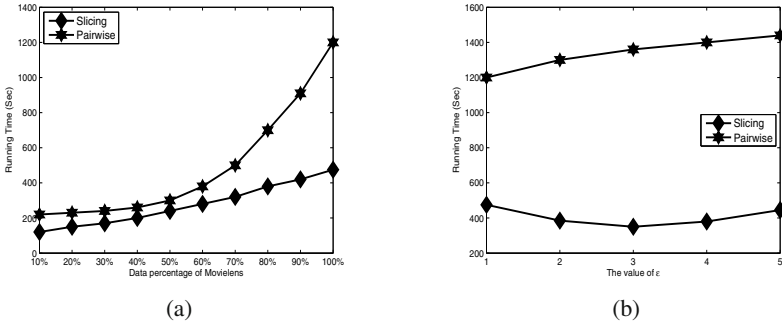 1400
1200
1000
800
600
400
200
0
Running Time (Sec)
Slicing
Pairwise
10% 20% 30% 40% 50% 60% 70% 80% 90% 100%
Data percentage of Movielens
(a)
1600
1400
1200
1000
800
600
400
200
Running Time (Sec)
Slicing
Pairwise
1 2 3 4 5
The value of ε
(b)